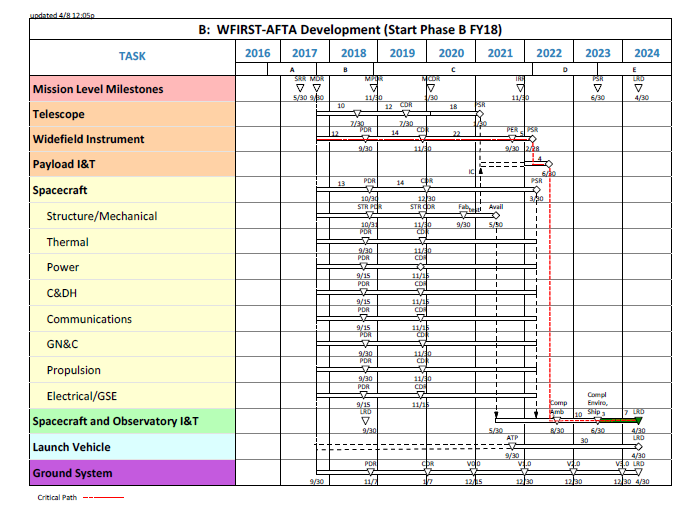 updated 4/8 12:05p
B: WFIRST-AFTA Development (Start Phase B FY18)
TASK 2016 2017 2018 2019 2020 2021 2022 2023 2024
A B C D E
Mission Level Milestones SRR MDR MPDR MCDR IRR PSR LRD
5/30 9/30 11/30 1/30 11/30 6/30 4/30
Telescope 10 12 CDR 18 PSR
7/30 7/30 1/30
Widefield Instrument 12 PDR 14 CDR 22 PER 5 PSR
9/30 11/30 9/30 2/28
Payload I&T 4
6/30
IC
Spacecraft 13 PDR 14 CDR PSR
10/30 12/30 3/30
Structure/Mechanical STR PDR STR CDR Fab, test Avail
10/31 11/30 9/30 5/30
Thermal PDR CDR
9/30 11/30
Power PDR CDR
9/15 11/15
C&DH PDR CDR
9/15 11/15
Communications PDR CDR
9/15 11/15
GN&C PDR CDR
9/30 11/30
Propulsion PDR CDR
9/30 11/30
Electrical/GSE PDR CDR
9/15 11/15
Spacecraft and Observatory I&T LRD Comp Amb 10 Compl Enviro, Ship 3 7 LRD
9/30 5/30 8/30 6/30 4/30
Launch Vehicle ATP 30 LRD
9/30 4/30
Ground System PDR CDR V0.0 V1.0 V2.0 V3.0 LRD
9/30 11/7 1/7 12/15 12/30 12/30 12/30 4/30
Critical Path